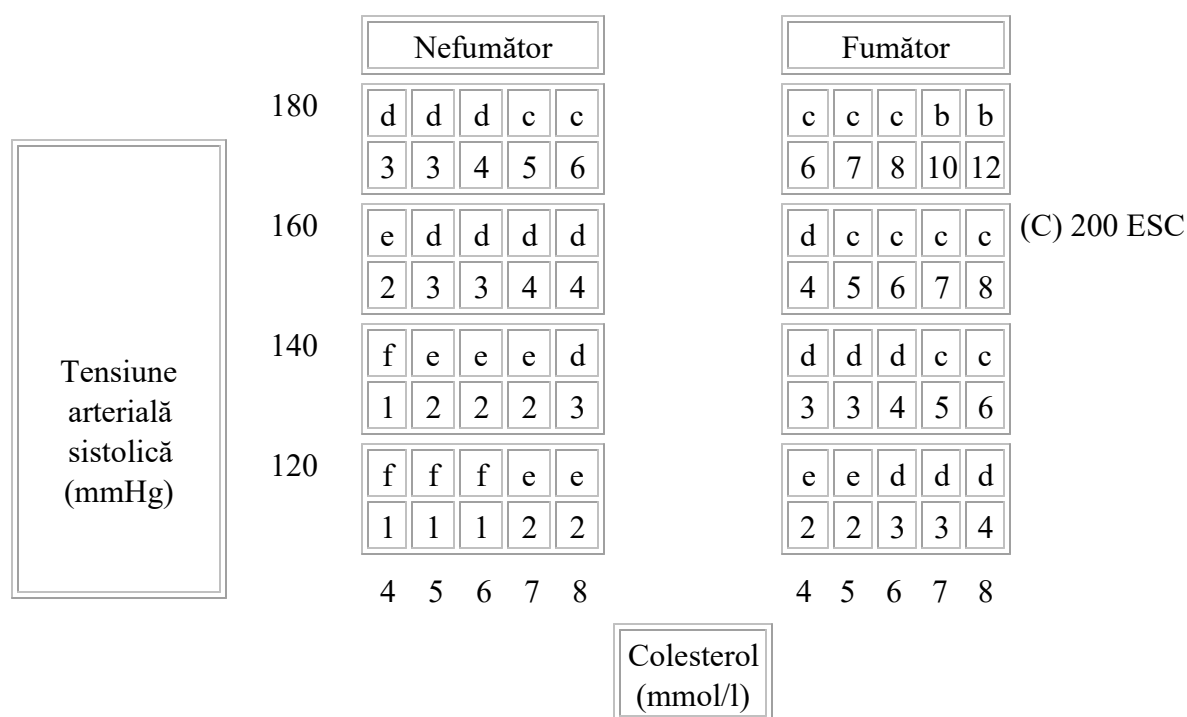 Nefumător Fumător
180 d d d c c c c c b b
3 3 4 5 6 6 7 8 10 12
160 e d d d d d c c c c (C) 200 ESC
2 3 3 4 4 4 5 6 7 8
140 f e e e d d d d c c
1 2 2 2 3 3 3 4 5 6
Tensiune
arterială
sistolică
(mmHg)
120 f f f e e e e d d d
1 1 1 2 2 2 2 3 3 4
4 5 6 7 8 4 5 6 7 8
Colesterol
(mmol/l)